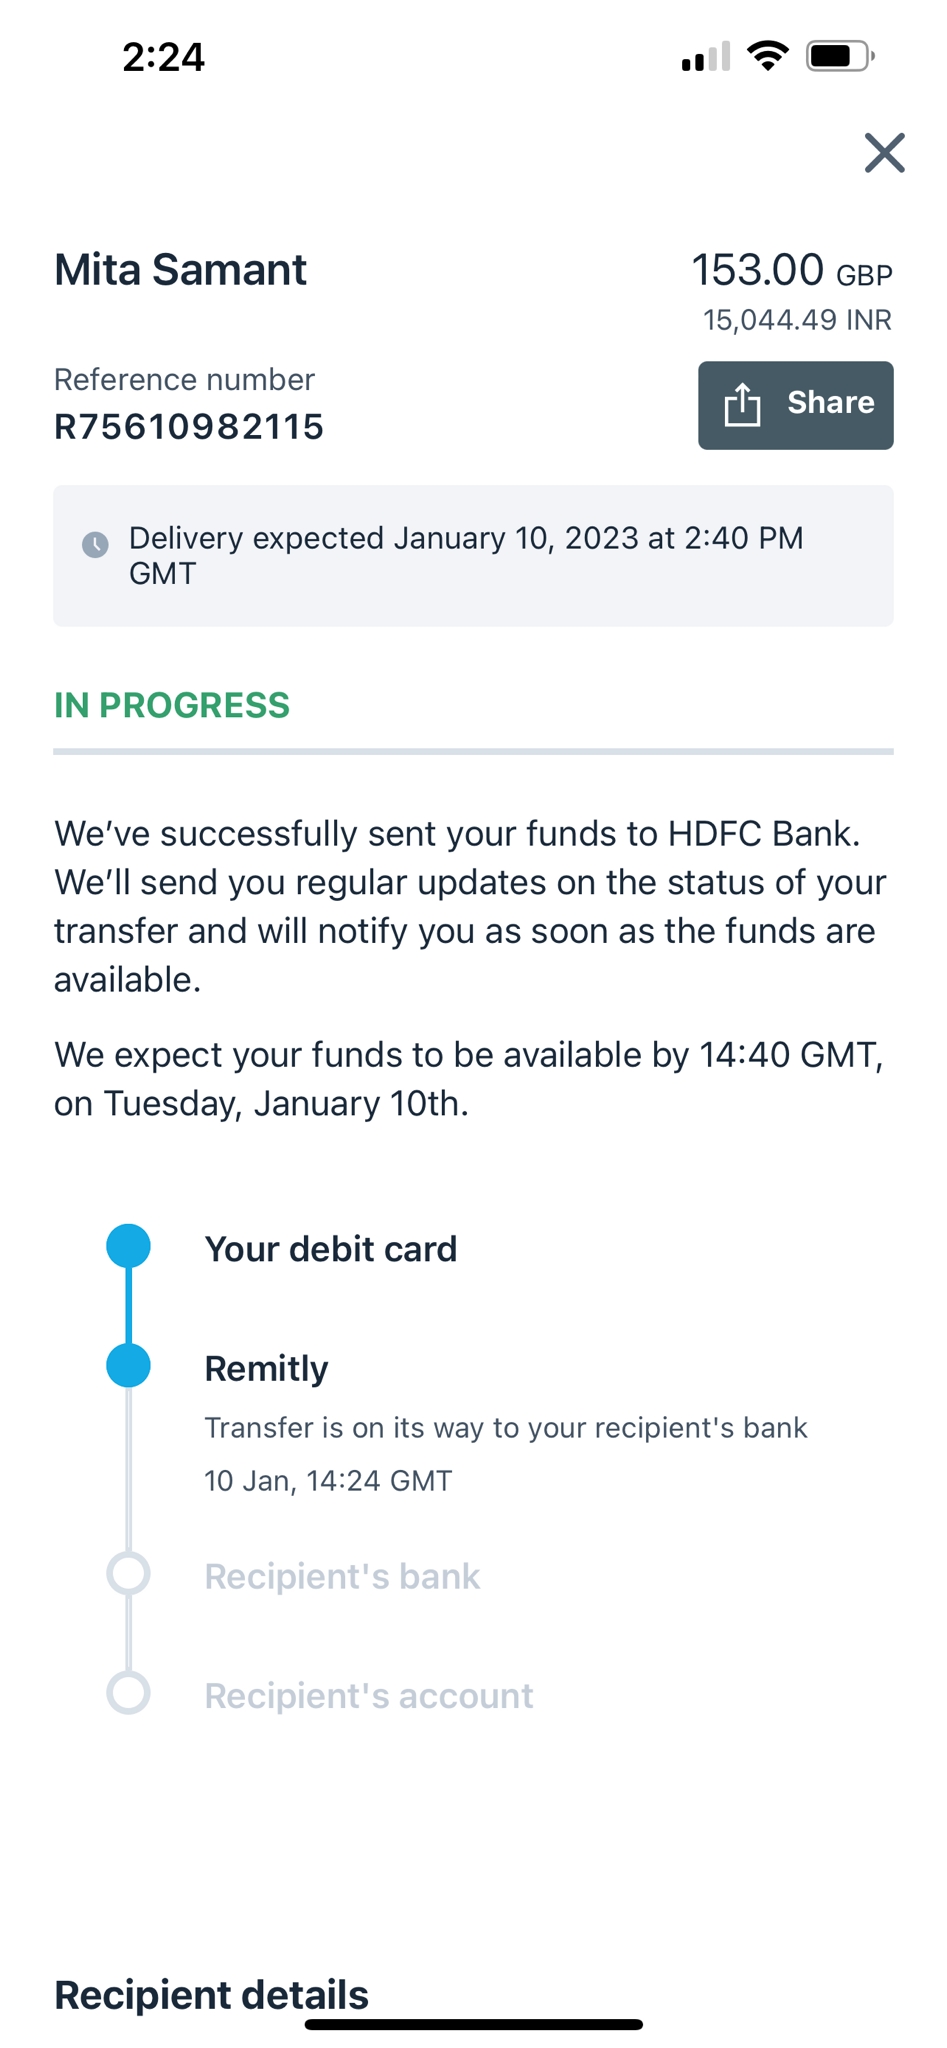 2:24
Mita Samant
153.00 GBP
15,044.49 INR
Reference number
R75610982115
Share
Delivery expected January 10, 2023 at 2:40 PM
GMT
IN PROGRESS
We’ve successfully sent your funds to HDFC Bank.
We’ll send you regular updates on the status of your
transfer and will notify you as soon as the funds are
available.
We expect your funds to be available by 14:40 GMT,
on Tuesday, January 10th.
Your debit card
Remitly
Transfer is on its way to your recipient's bank
10 Jan, 14:24 GMT
Recipient's bank
Recipient's account
Recipient details